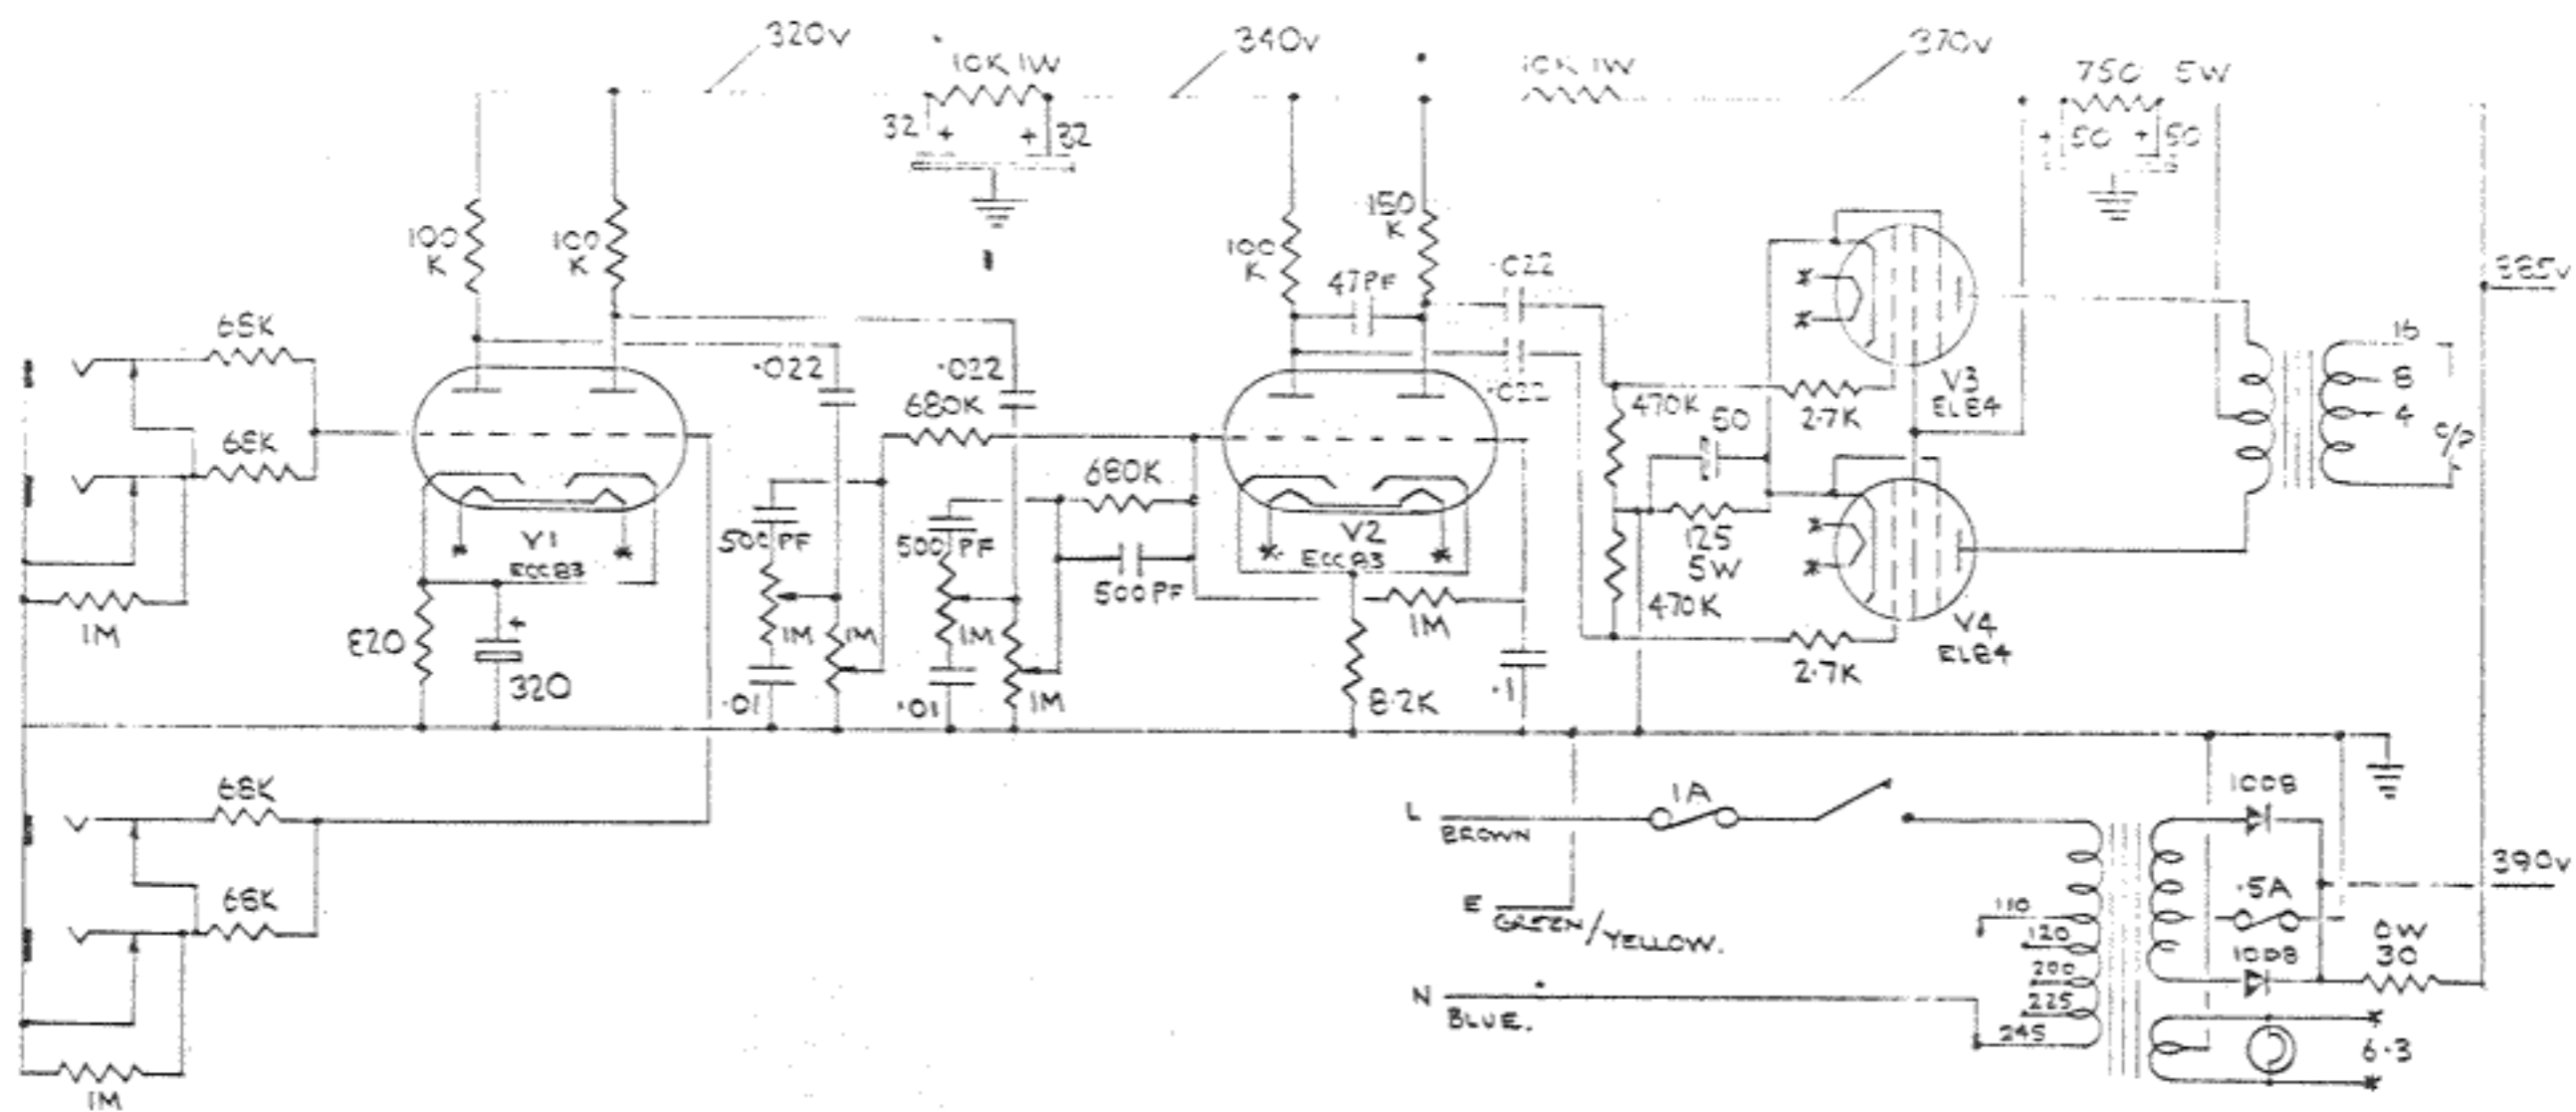 320v
10K 1W
340v
10K 1W
370v
750 5W
32 + + 32
+ 50 + 50
100
K
100
K
100
K
150
K
47PF
.022
.022
385v
68K
68K
.022
.022
680K
680K
470K
50
2.7K
V3
EL84
16
8
4
O/P
V1
ECC83
500PF
500PF
500PF
V2
ECC83
125
5W
470K
1M
820
+
320
1M
1M
1M
1M
.01
.01
1M
8.2K
.1
2.7K
V4
EL84
68K
68K
1M
L
BROWN
1A
E
GREEN/YELLOW.
N
BLUE.
110
120
200
225
245
10D8
.5A
10D8
390v
W
30
6.3